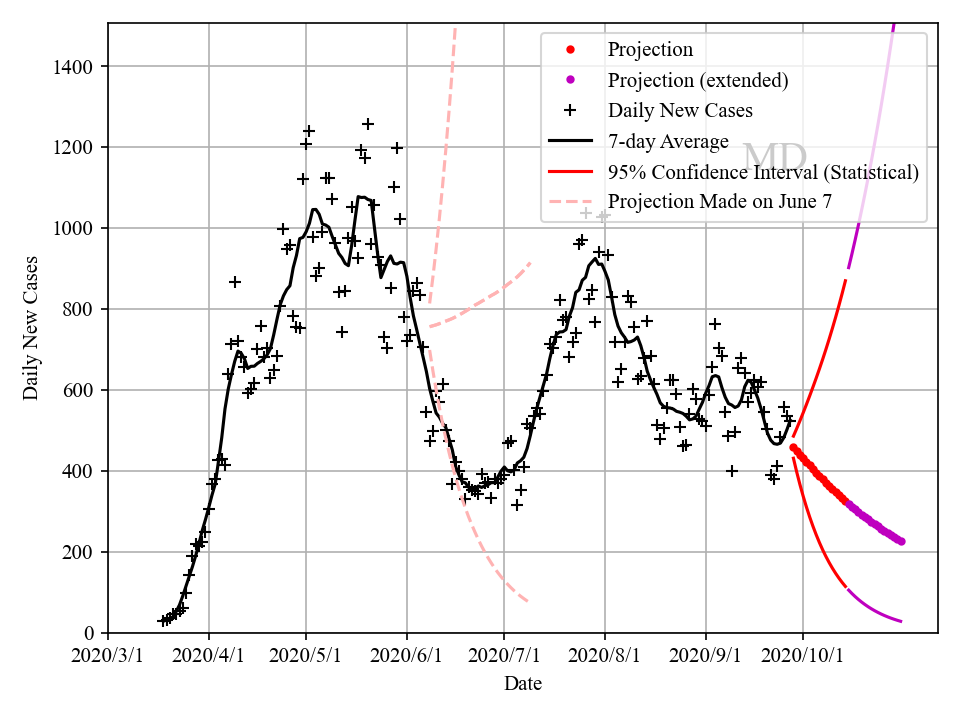 1400
1200
1000
800
600
400
200
0
Daily New Cases
2020/3/1
2020/4/1
2020/5/1
2020/6/1
2020/7/1
2020/8/1
2020/9/1
2020/10/1
Date
Projection
Projection (extended)
Daily New Cases
7-day Average
95% Confidence Interval (Statistical)
Projection Made on June 7
MD